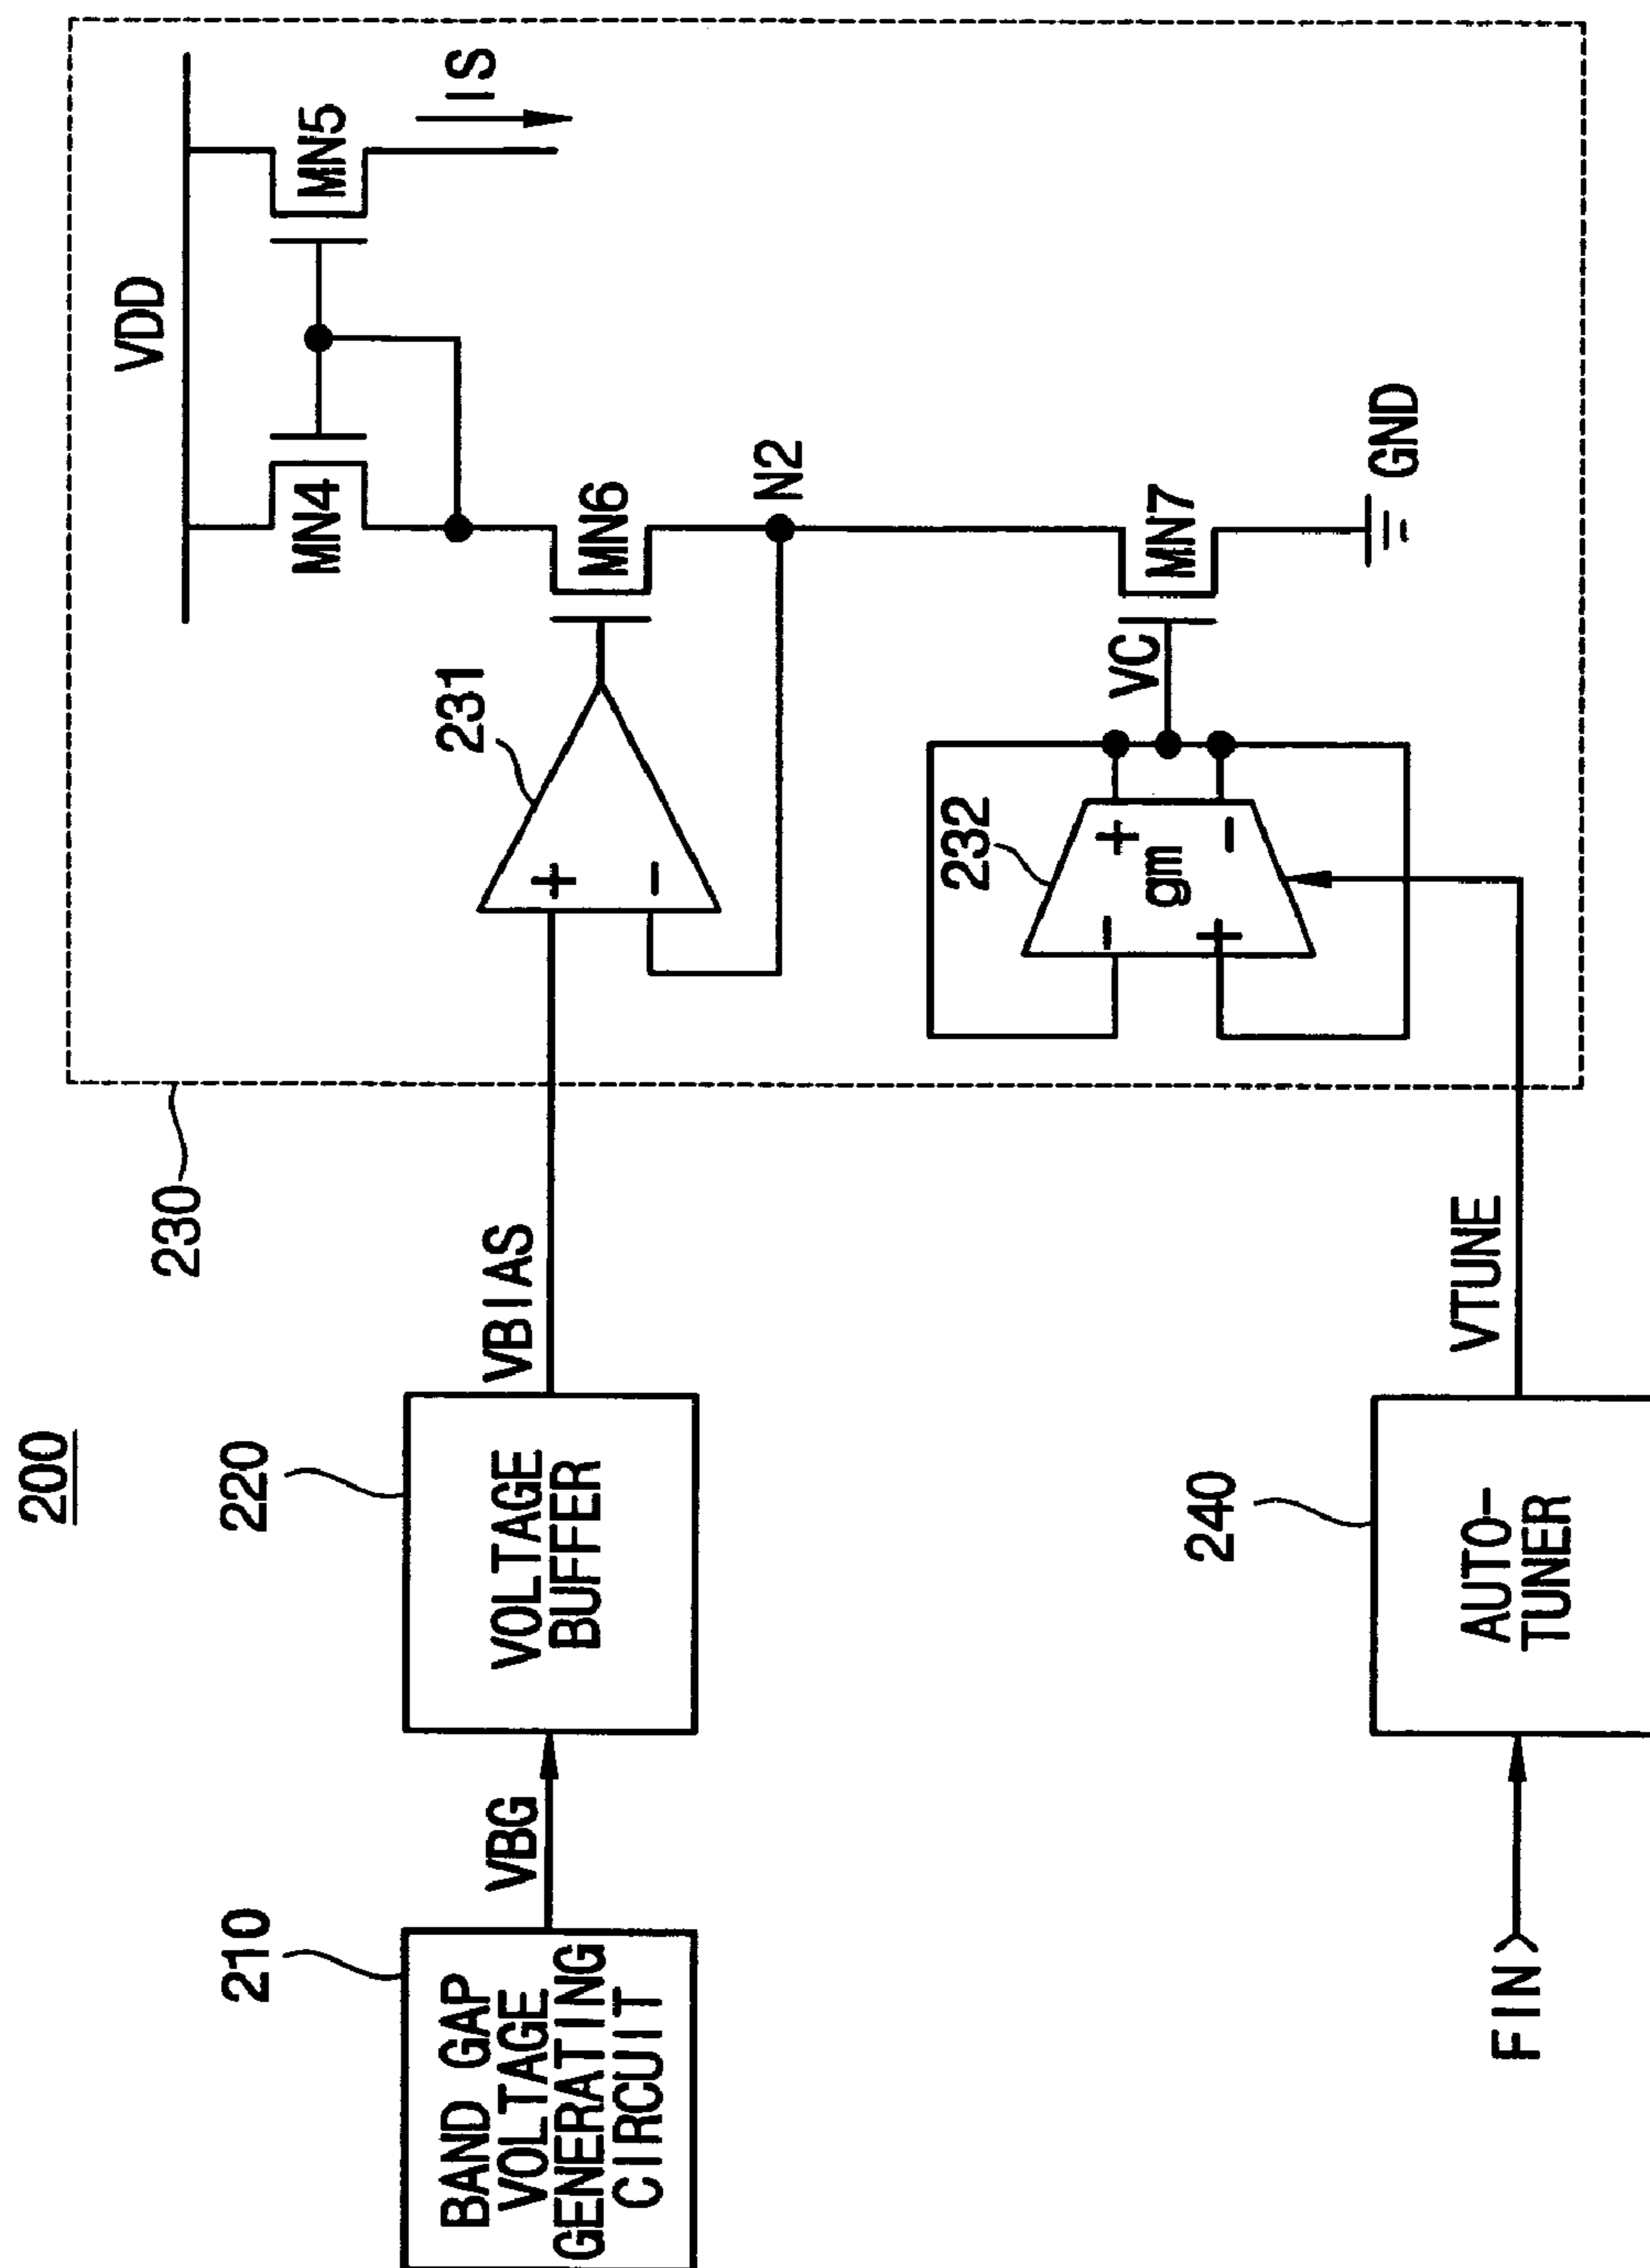 200
210
BAND GAP
VOLTAGE
GENERATING
CIRCUIT
VBG
220
VOLTAGE
BUFFER
VBIAS
230
VDD
MN4
MN5
IS
231
+
-
MN6
N2
232
-
+
gm
+
-
VC
MN7
GND
FIN
240
AUTO-
TUNER
VTUNE